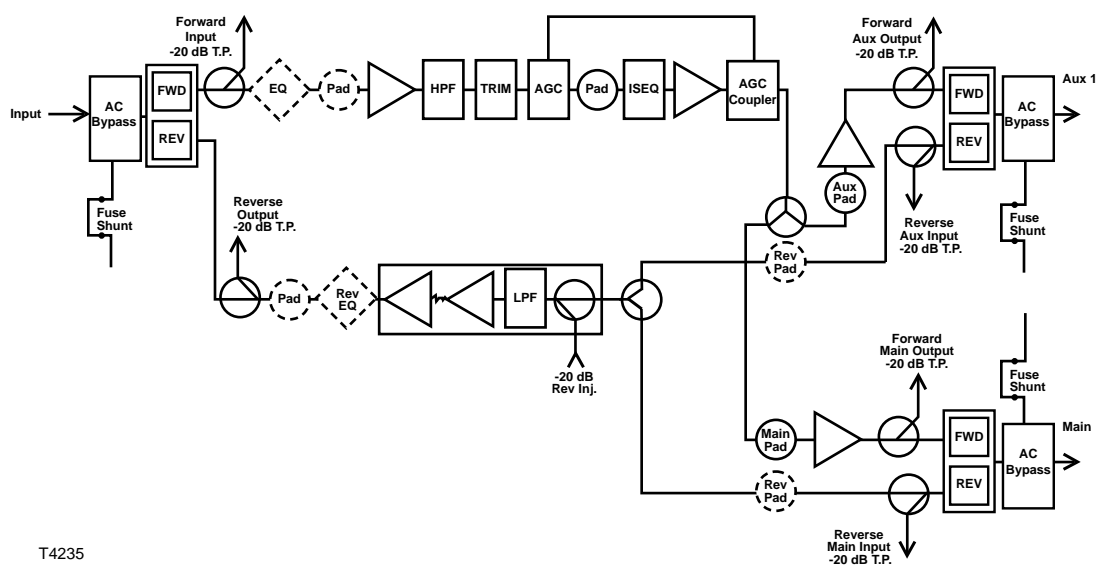 Forward
Input
-20 dB T.P.
Forward
Aux Output
-20 dB T.P.
Input
AC
Bypass
FWD
REV
EQ
Pad
HPF
TRIM
AGC
Pad
ISEQ
AGC
Coupler
FWD
REV
AC
Bypass
Aux 1
Aux
Pad
Fuse
Shunt
Reverse
Output
-20 dB T.P.
Reverse
Aux Input
-20 dB T.P.
Fuse
Shunt
Rev
Pad
Pad
Rev
EQ
LPF
-20 dB
Rev Inj.
Forward
Main Output
-20 dB T.P.
Fuse
Shunt
Main
Pad
FWD
REV
AC
Bypass
Main
Rev
Pad
Reverse
Main Input
-20 dB T.P.
T4235